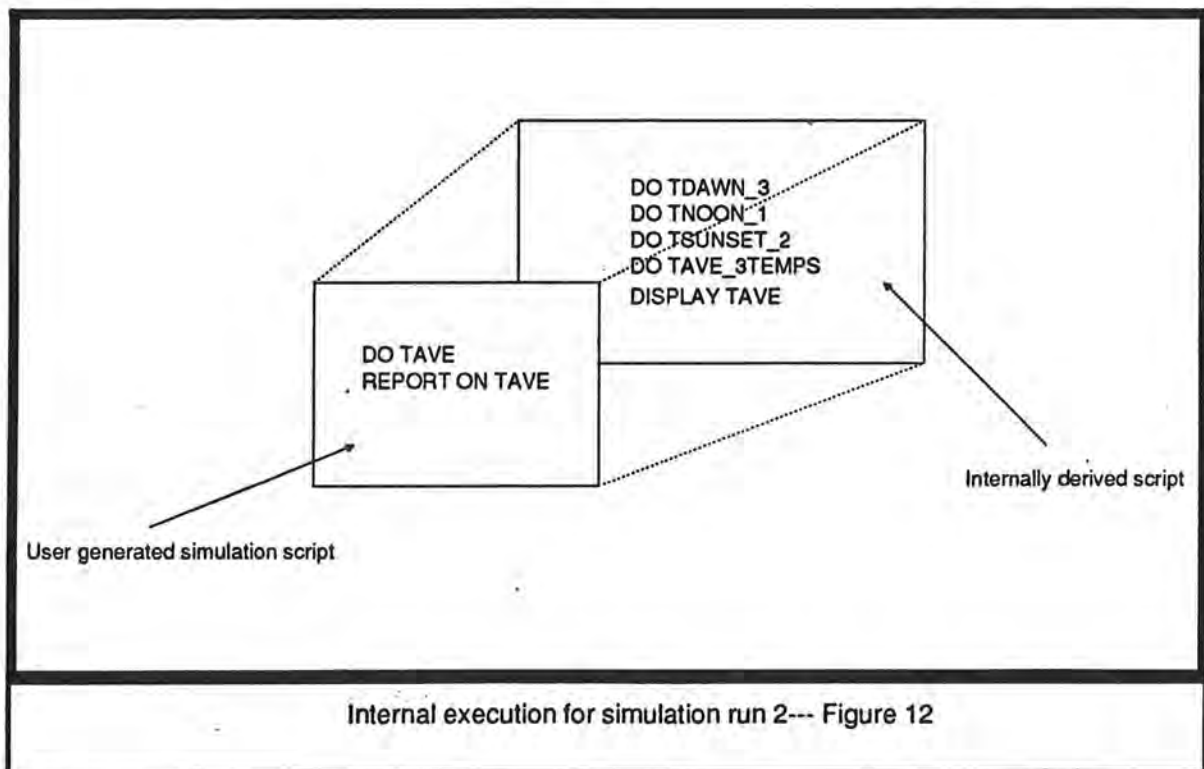 DO TDAWN_3
DO TNOON_1
DO TSUNSET_2
DO TAVE_3TEMPS
DISPLAY TAVE
DO TAVE
REPORT ON TAVE
Internally derived script
User generated simulation script
Internal execution for simulation run 2--- Figure 12